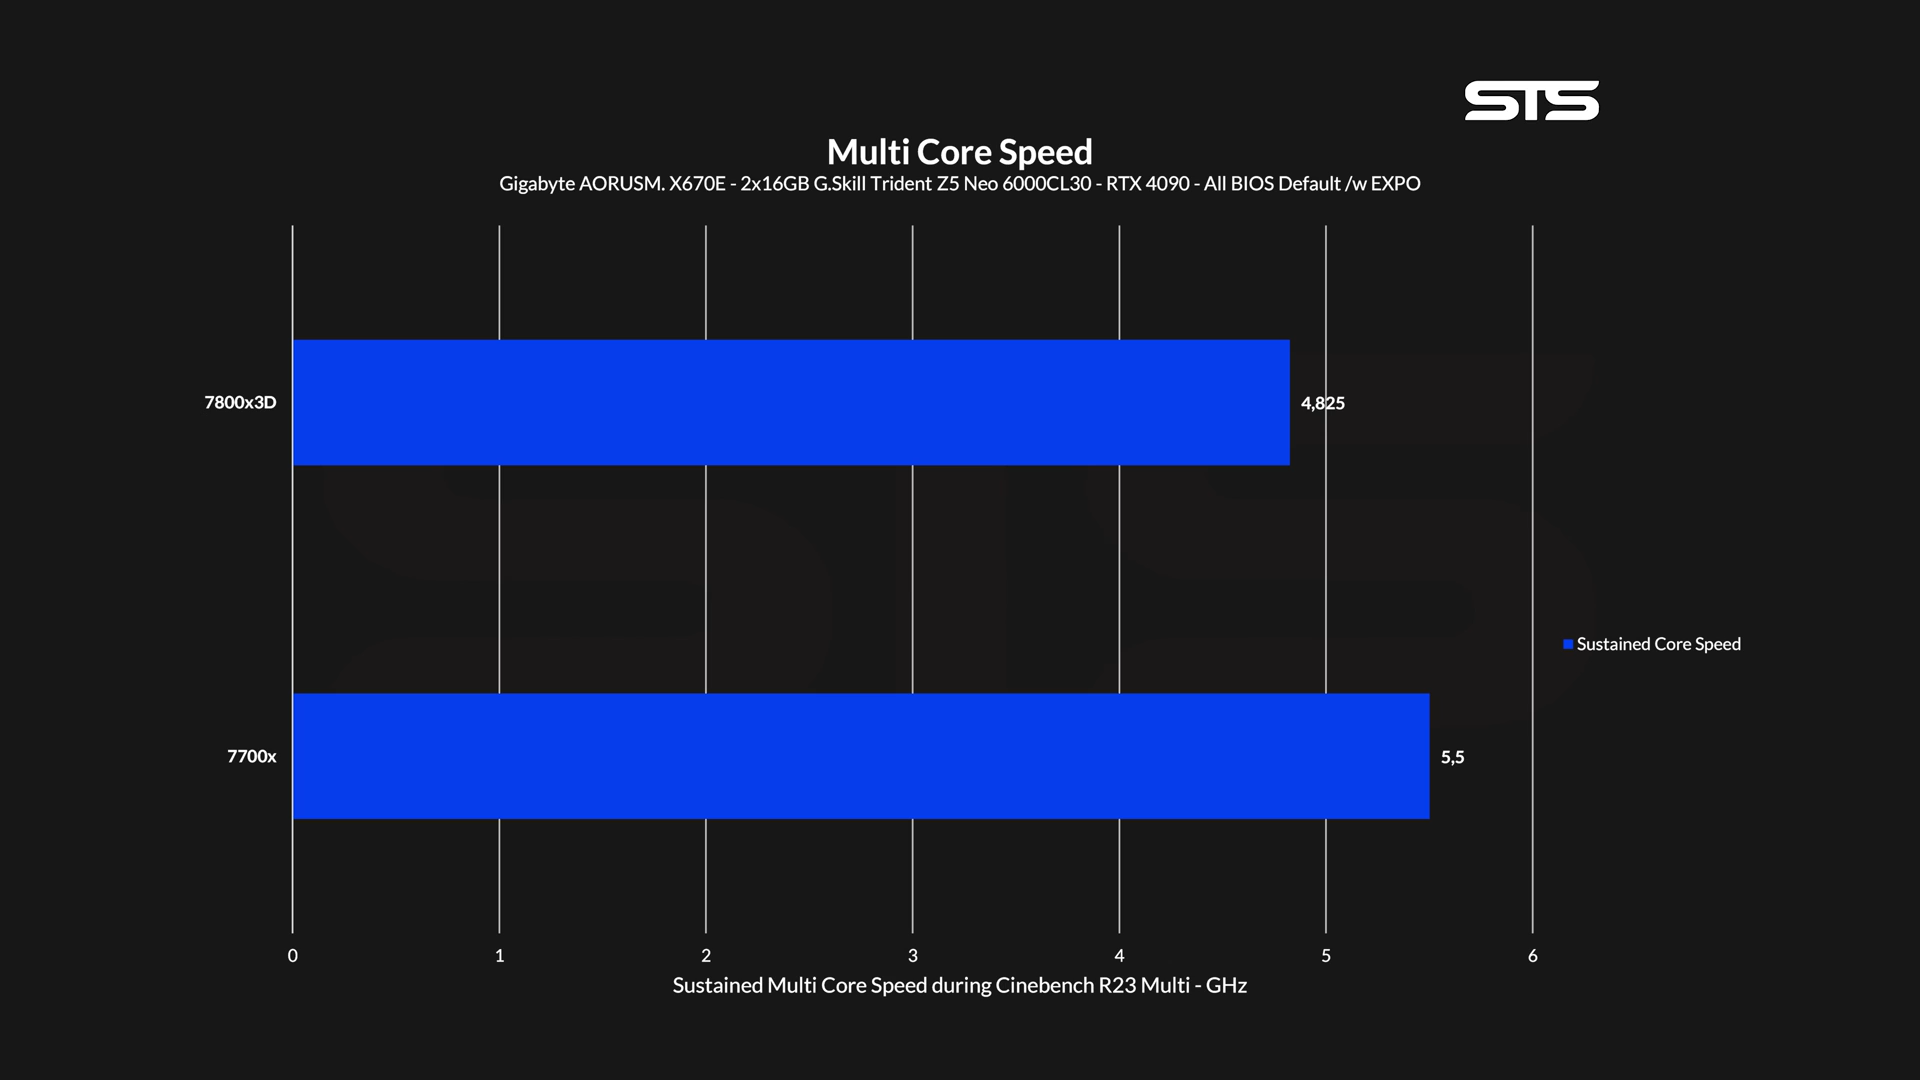 STS
Multi Core Speed
Gigabyte AORUSM. X670E - 2x16GB G.Skill Trident Z5 Neo 6000CL30 - RTX 4090 - All BIOS Default /w EXPO
7800x3D
4,825
Sustained Core Speed
7700x
5,5
0 1 2 3 4 5 6
Sustained Multi Core Speed during Cinebench R23 Multi - GHz